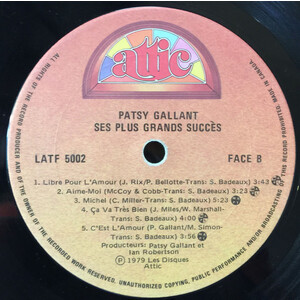 attic
PATSY GALLANT
SES PLUS GRANDS SUCCÈS
LATF 5002
FACE B
1. Libre Pour L'Amour (J. Rix/P. Bellotte-Trans: S. Badeaux) 3:43
2. Aime-Moi (McCoy & Cobb-Trans: S. Badeaux)
3. Michel (C. Miller-Trans: S. Badeaux) 5:23
4. Ça Va Très Bien (J. Miles/W. Marshall-
Trans: S. Badeaux) 4:00
5. C'Est L'Amour (P. Gallant/M. Simon-
Trans: S. Badeaux) 3:56
Producteurs: Patsy Gallant et
Ian Robertson
℗ 1979 Les Disques
Attic
ALL RIGHTS OF THE RECORD PRODUCER AND THE OWNER OF THE RECORDED WORK RESERVED. UNAUTHORIZED COPYING, PUBLIC PERFORMANCE AND/OR BROADCASTING OF THIS RECORD PROHIBITED. MADE IN CANADA.